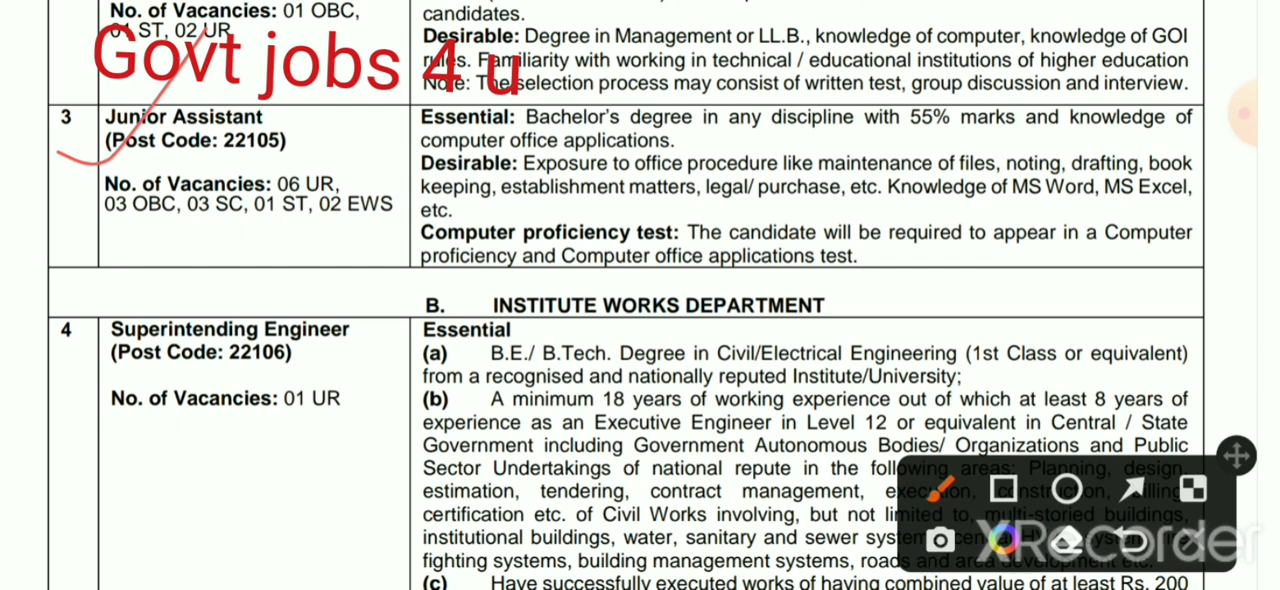 No. of Vacancies: 01 OBC,
01 ST, 02 UR
candidates.
Desirable: Degree in Management or LL.B., knowledge of computer, knowledge of GOI
rules. Familiarity with working in technical / educational institutions of higher education
Note: The selection process may consist of written test, group discussion and interview.
Govt jobs 4 u
3
Junior Assistant
(Post Code: 22105)
No. of Vacancies: 06 UR,
03 OBC, 03 SC, 01 ST, 02 EWS
Essential: Bachelor's degree in any discipline with 55% marks and knowledge of
computer office applications.
Desirable: Exposure to office procedure like maintenance of files, noting, drafting, book
keeping, establishment matters, legal/ purchase, etc. Knowledge of MS Word, MS Excel,
etc.
Computer proficiency test: The candidate will be required to appear in a Computer
proficiency and Computer office applications test.
B. INSTITUTE WORKS DEPARTMENT
4
Superintending Engineer
(Post Code: 22106)
No. of Vacancies: 01 UR
Essential
(a) B.E./ B.Tech. Degree in Civil/Electrical Engineering (1st Class or equivalent)
from a recognised and nationally reputed Institute/University;
(b) A minimum 18 years of working experience out of which at least 8 years of
experience as an Executive Engineer in Level 12 or equivalent in Central / State
Government including Government Autonomous Bodies/ Organizations and Public
Sector Undertakings of national repute in the following areas: Planning, design,
estimation, tendering, contract management, execution, construction, billing,
certification etc. of Civil Works involving, but not limited to, multi-storied buildings,
institutional buildings, water, sanitary and sewer
fighting systems, building management systems, roads and area development etc.
(c) Have successfully executed works of having combined value of at least Rs. 200
XRecorder